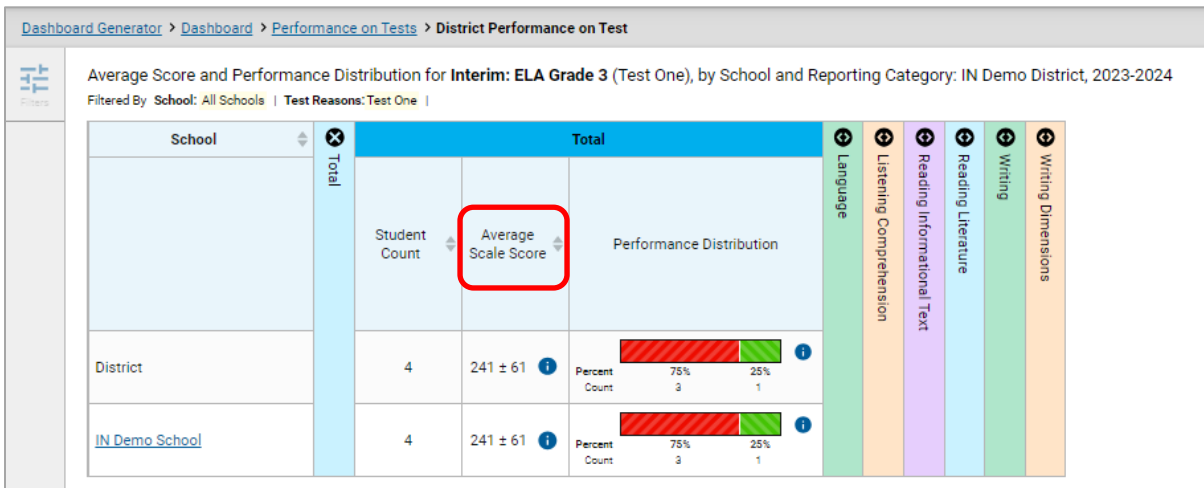 Dashboard Generator > Dashboard > Performance on Tests > District Performance on Test
Filters
Average Score and Performance Distribution for Interim: ELA Grade 3 (Test One), by School and Reporting Category: IN Demo District, 2023-2024
Filtered By School: All Schools | Test Reasons:Test One |
School
Total
Total
Language
Listening Comprehension
Reading Informational Text
Reading Literature
Writing
Writing Dimensions
Student
Count
Average
Scale Score
Performance Distribution
District
4
241 ± 61
Percent 75% 25%
Count 3 1
IN Demo School
4
241 ± 61
Percent 75% 25%
Count 3 1